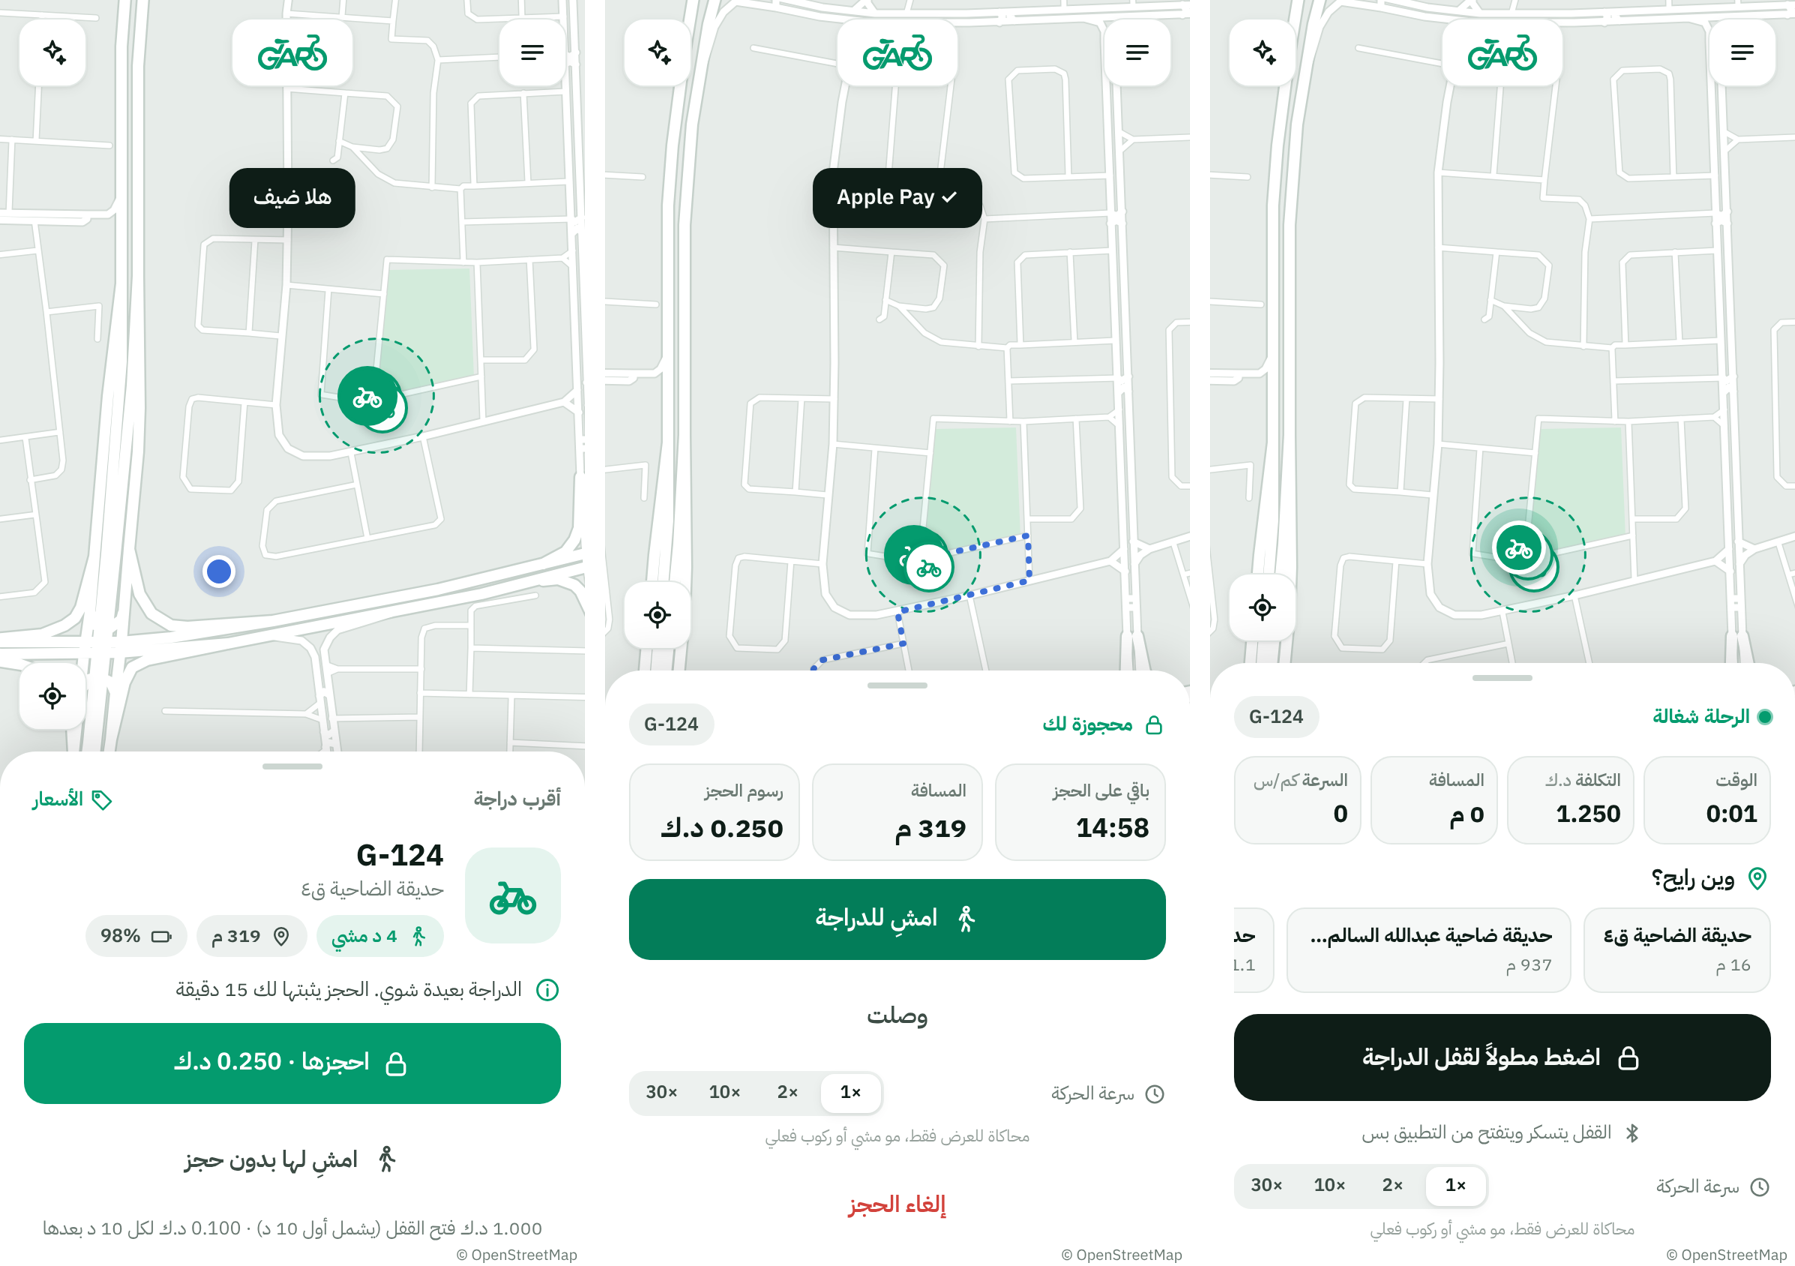 GARO
هلا ضيف
أقرب دراجة
الأسعار
G-124
حديقة الضاحية ق٤
4 د مشي
319 م
98%
الدراجة بعيدة شوي. الحجز يثبتها لك 15 دقيقة
احجزها · 0.250 د.ك
امشِ لها بدون حجز
1.000 د.ك فتح القفل (يشمل أول 10 د) · 0.100 د.ك لكل 10 د بعدها
© OpenStreetMap
GARO
Apple Pay ✓
محجوزة لك
G-124
باقي على الحجز
14:58
المسافة
319 م
رسوم الحجز
0.250 د.ك
امشِ للدراجة
وصلت
سرعة الحركة
1×
2×
10×
30×
محاكاة للعرض فقط، مو مشي أو ركوب فعلي
إلغاء الحجز
© OpenStreetMap
GARO
الرحلة شغالة
G-124
الوقت
0:01
التكلفة د.ك
1.250
المسافة
0 م
السرعة كم/س
0
وين رايح؟
حديقة الضاحية ق٤
16 م
حديقة ضاحية عبدالله السالم...
937 م
حد
1.1
اضغط مطولاً لقفل الدراجة
القفل يتسكر ويتفتح من التطبيق بس
سرعة الحركة
1×
2×
10×
30×
محاكاة للعرض فقط، مو مشي أو ركوب فعلي
© OpenStreetMap